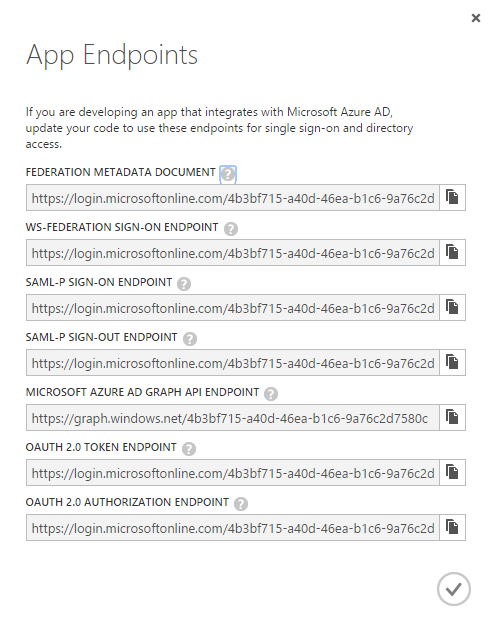 App Endpoints
If you are developing an app that integrates with Microsoft Azure AD,
update your code to use these endpoints for single sign-on and directory
access.
FEDERATION METADATA DOCUMENT ?
https://login.microsoftonline.com/4b3bf715-a40d-46ea-b1c6-9a76c2d
WS-FEDERATION SIGN-ON ENDPOINT ?
https://login.microsoftonline.com/4b3bf715-a40d-46ea-b1c6-9a76c2d
SAML-P SIGN-ON ENDPOINT ?
https://login.microsoftonline.com/4b3bf715-a40d-46ea-b1c6-9a76c2d
SAML-P SIGN-OUT ENDPOINT ?
https://login.microsoftonline.com/4b3bf715-a40d-46ea-b1c6-9a76c2d
MICROSOFT AZURE AD GRAPH API ENDPOINT ?
https://graph.windows.net/4b3bf715-a40d-46ea-b1c6-9a76c2d7580c
OAUTH 2.0 TOKEN ENDPOINT ?
https://login.microsoftonline.com/4b3bf715-a40d-46ea-b1c6-9a76c2d
OAUTH 2.0 AUTHORIZATION ENDPOINT ?
https://login.microsoftonline.com/4b3bf715-a40d-46ea-b1c6-9a76c2d